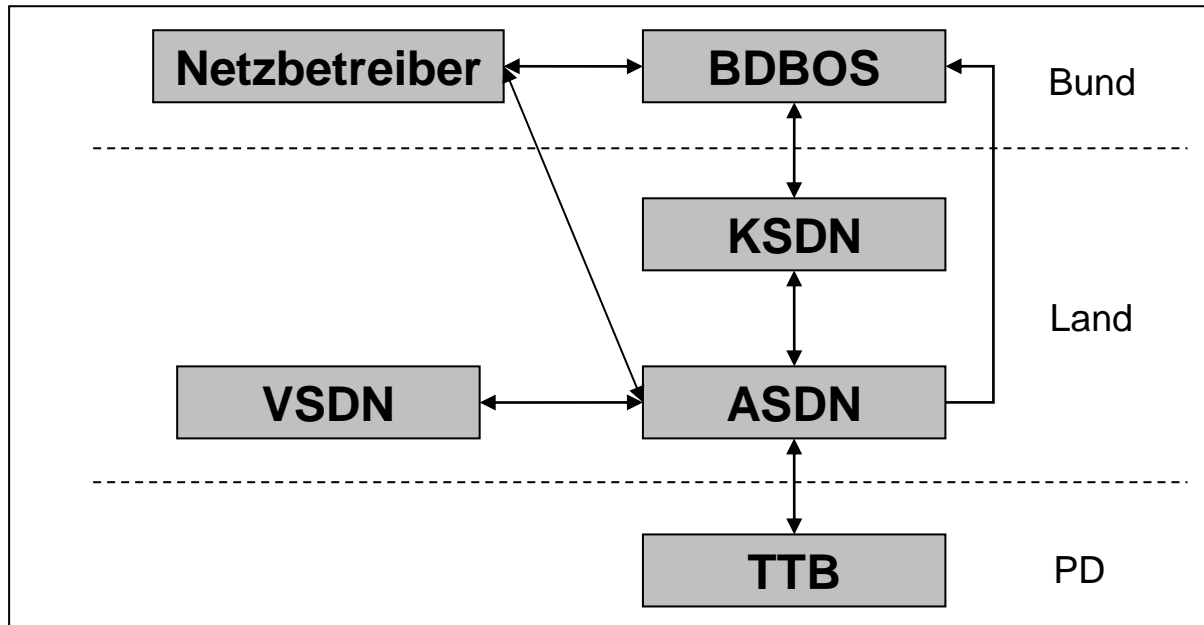 Netzbetreiber
BDBOS
Bund
KSDN
Land
VSDN
ASDN
TTB
PD